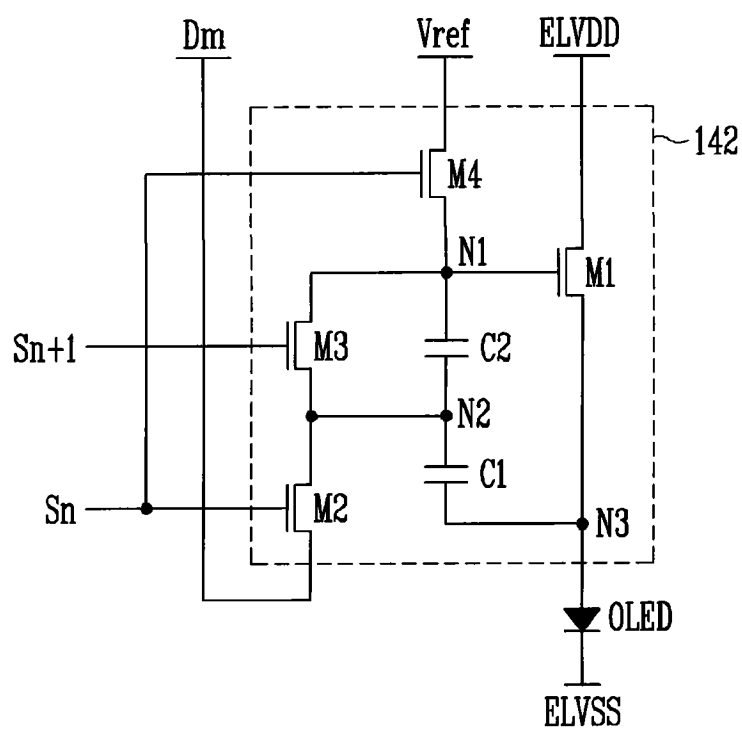 Dm
Vref
ELVDD
142
M4
N1
M1
Sn+1
M3
C2
N2
C1
Sn
M2
N3
OLED
ELVSS